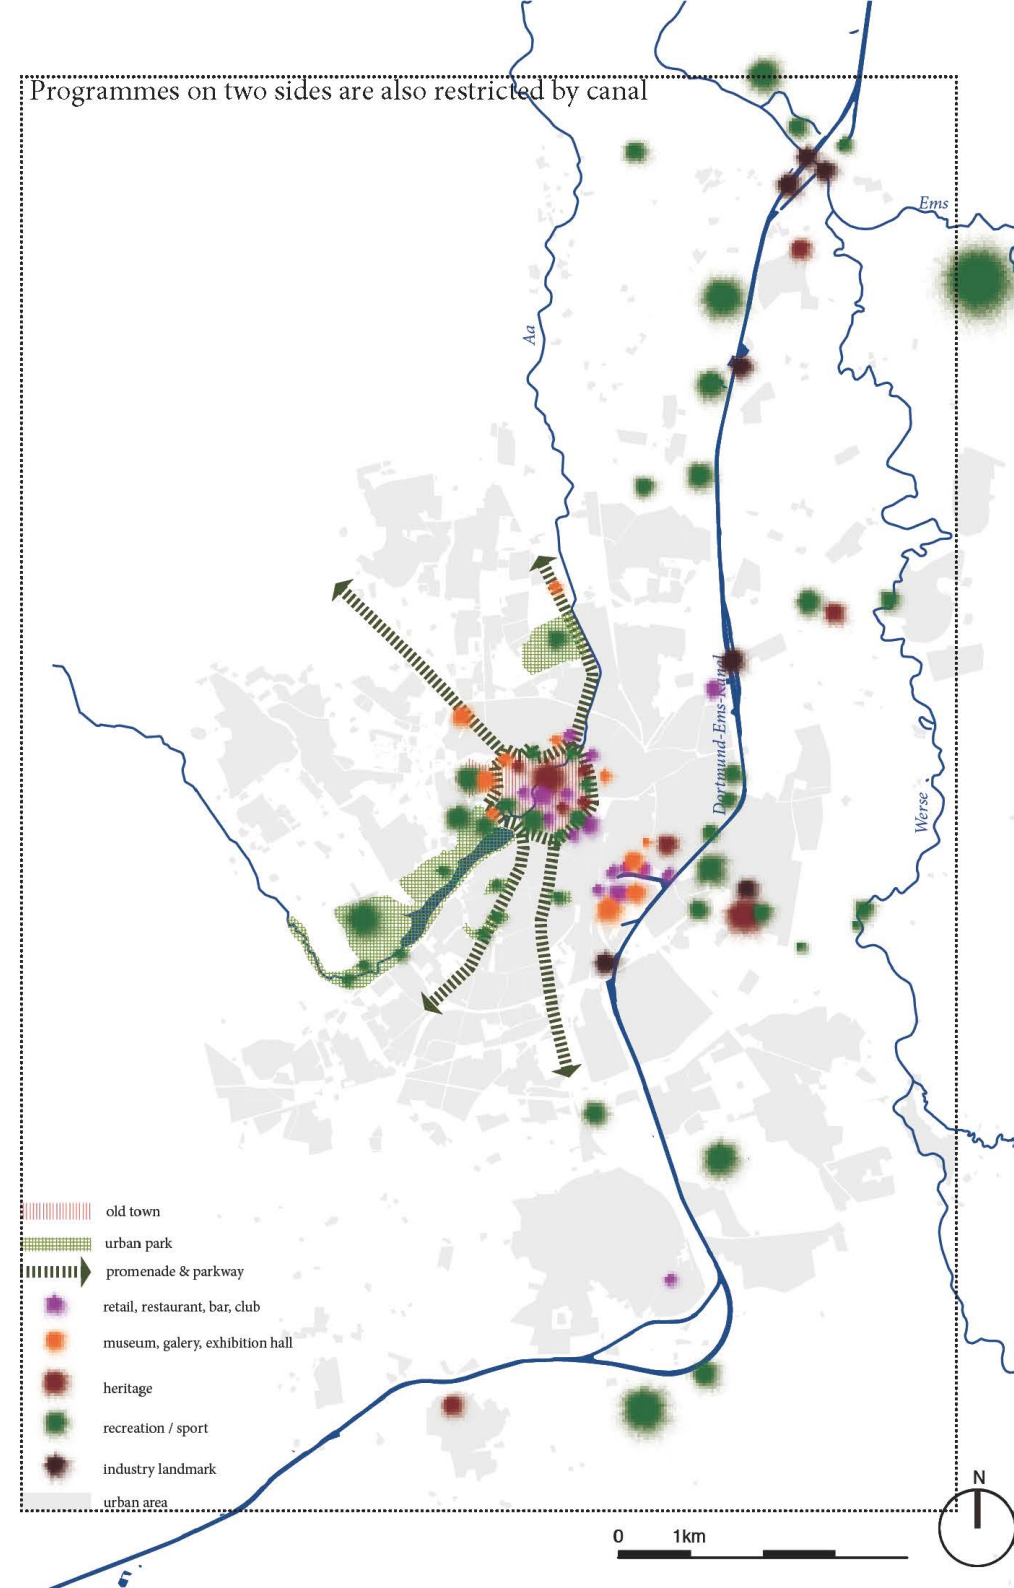 Programmes on two sides are also restricted by canal
Ems
Aa
Dortmund-Ems-Kanal
Werse
old town
urban park
promenade & parkway
retail, restaurant, bar, club
museum, galery, exhibition hall
heritage
recreation / sport
industry landmark
urban area
N
0 1km